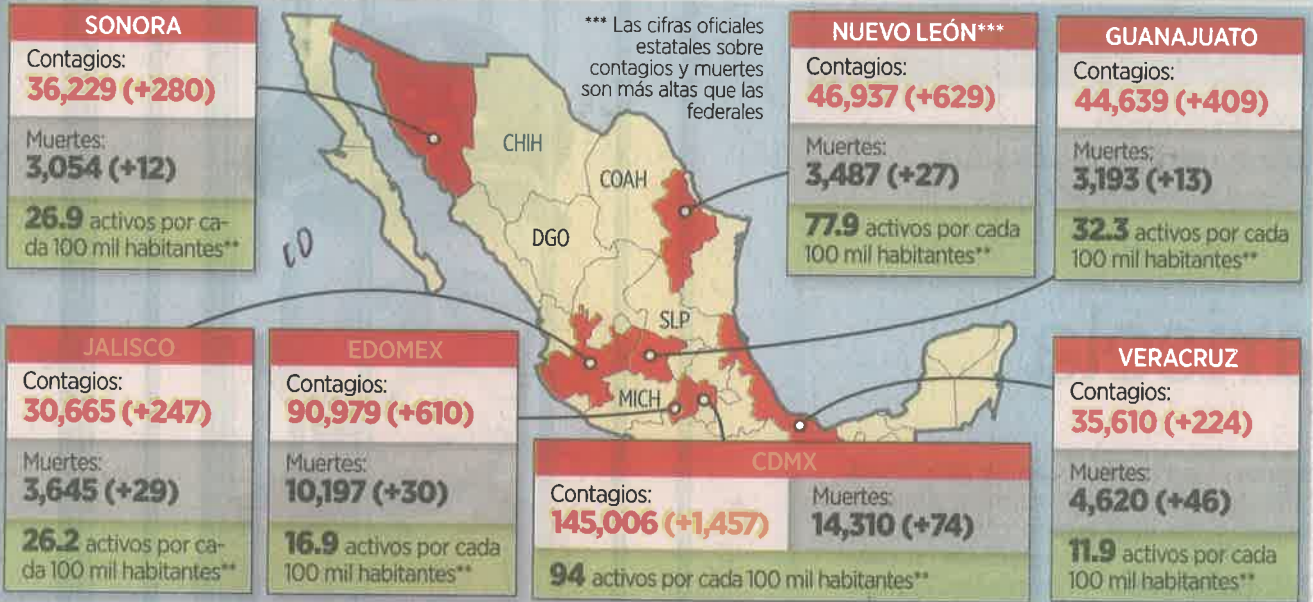 SONORA
Contagios:
36,229 (+280)
Muertes:
3,054 (+12)
26.9 activos por ca-
da 100 mil habitantes**
*** Las cifras oficiales
estatales sobre
contagios y muertes
son más altas que las
federales
NUEVO LEÓN***
Contagios:
46,937 (+629)
Muertes:
3,487 (+27)
77.9 activos por cada
100 mil habitantes**
GUANAJUATO
Contagios:
44,639 (+409)
Muertes:
3,193 (+13)
32.3 activos por cada
100 mil habitantes**
CHIH
COAH
DGO
SLP
MICH
JALISCO
Contagios:
30,665 (+247)
Muertes:
3,645 (+29)
26.2 activos por ca-
da 100 mil habitantes**
EDOMEX
Contagios:
90,979 (+610)
Muertes:
10,197 (+30)
16.9 activos por cada
100 mil habitantes**
CDMX
Contagios:
145,006 (+1,457)
Muertes:
14,310 (+74)
94 activos por cada 100 mil habitantes**
VERACRUZ
Contagios:
35,610 (+224)
Muertes:
4,620 (+46)
11.9 activos por cada
100 mil habitantes**